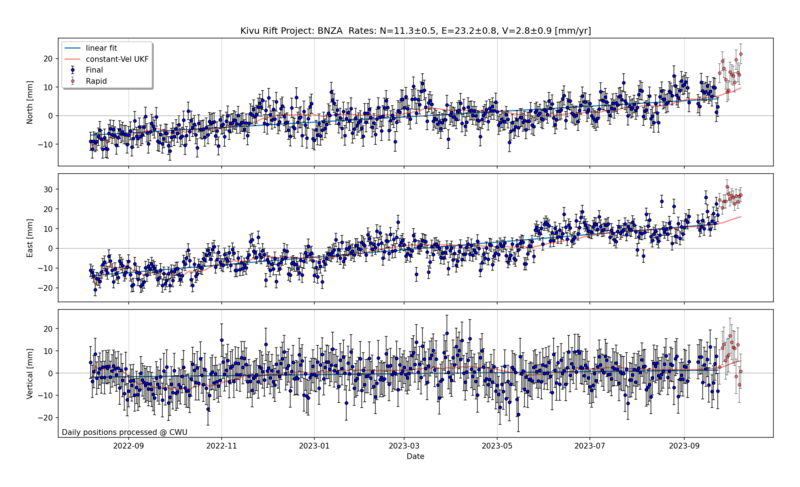 Kivu Rift Project: BNZA  Rates: N=11.3±0.5, E=23.2±0.8, V=2.8±0.9 [mm/yr]
linear fit
constant-Vel UKF
Final
Rapid
North [mm]
20
10
0
−10
East [mm]
30
20
10
0
−10
−20
Vertical [mm]
20
10
0
−10
−20
Daily positions processed @ CWU
2022-09 2022-11 2023-01 2023-03 2023-05 2023-07 2023-09
Date